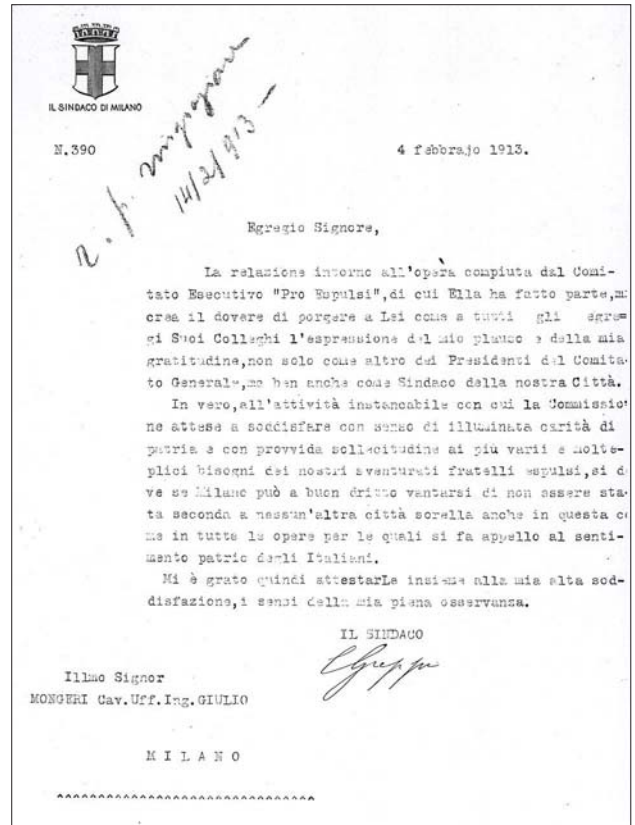 IL SINDACO DI MILANO
N.390
4 febbrajo 1913.
r. p. ringraziare
14/2/913 -
Egregio Signore,
La relazione intorno all'opera compiuta dal Comi-
tato Esecutivo "Pro Espulsi",di cui Ella ha fatto parte,m
crea il dovere di porgere a Lei come a tutti gli egre=
gi Suoi Colleghi l'espressione del mio plauso e della mia
gratitudine,non solo come altro dei Presidenti del Comita-
to Generale,ma ben anche come Sindaco della nostra Città.
In vero,all'attività instancabile con cui la Commissio-
ne attese a soddisfare con senso di illuminata carità di
patria e con provvida sollecitudine ai più varii e molte-
plici bisogni dei nostri sventurati fratelli espulsi,si d
ve se Milano può a buon dritto vantarsi di non essere sta-
ta seconda a nessun'altra città sorella anche in questa c
me in tutte le opere per le quali si fa appello al senti-
mento patrio degli Italiani.
Mi è grato quindi attestarLe insieme alla mia alta sod-
disfazione,i sensi della mia piena osservanza.
IL SINDACO
EGreppi
Illmo Signor
MONGERI Cav.Uff.Ing.GIULIO
MILANO
^^^^^^^^^^^^^^^^^^^^^^^^^^^^^^^